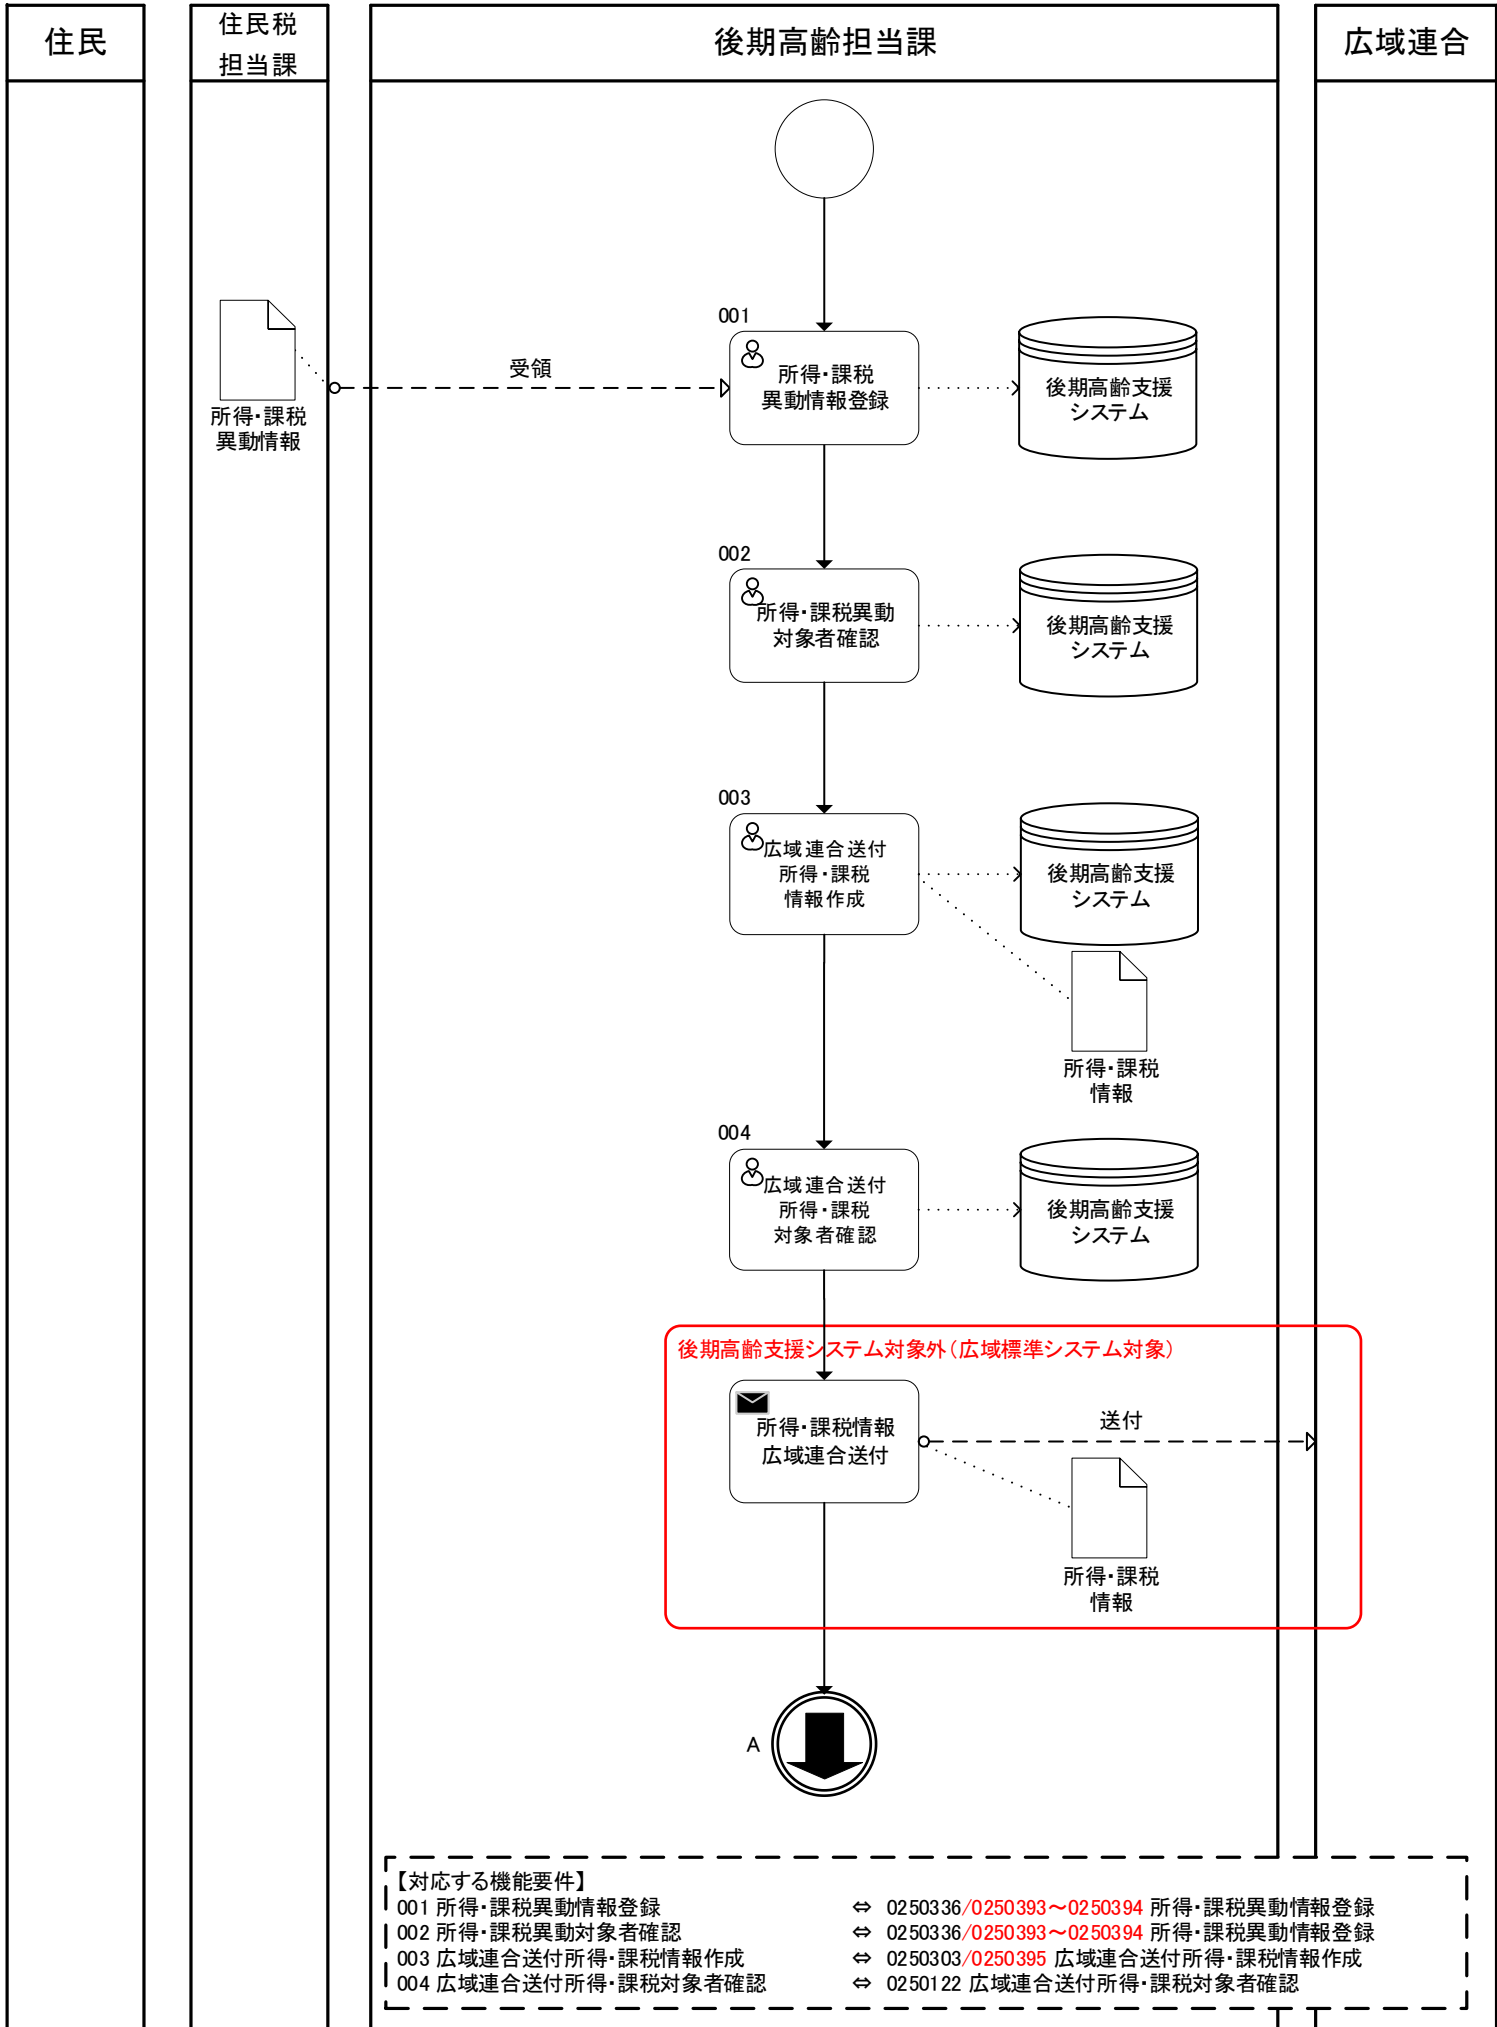 住民
住民税
担当課
後期高齢担当課
広域連合
所得・課税
異動情報
受領
001
所得・課税
異動情報登録
後期高齢支援
システム
002
所得・課税異動
対象者確認
後期高齢支援
システム
003
広域連合送付
所得・課税
情報作成
後期高齢支援
システム
所得・課税
情報
004
広域連合送付
所得・課税
対象者確認
後期高齢支援
システム
後期高齢支援システム対象外（広域標準システム対象）
所得・課税情報
広域連合送付
送付
所得・課税
情報
A
【対応する機能要件】
001 所得・課税異動情報登録 ⇔ 0250336/0250393～0250394 所得・課税異動情報登録
002 所得・課税異動対象者確認 ⇔ 0250336/0250393～0250394 所得・課税異動情報登録
003 広域連合送付所得・課税情報作成 ⇔ 0250303/0250395 広域連合送付所得・課税情報作成
004 広域連合送付所得・課税対象者確認 ⇔ 0250122 広域連合送付所得・課税対象者確認